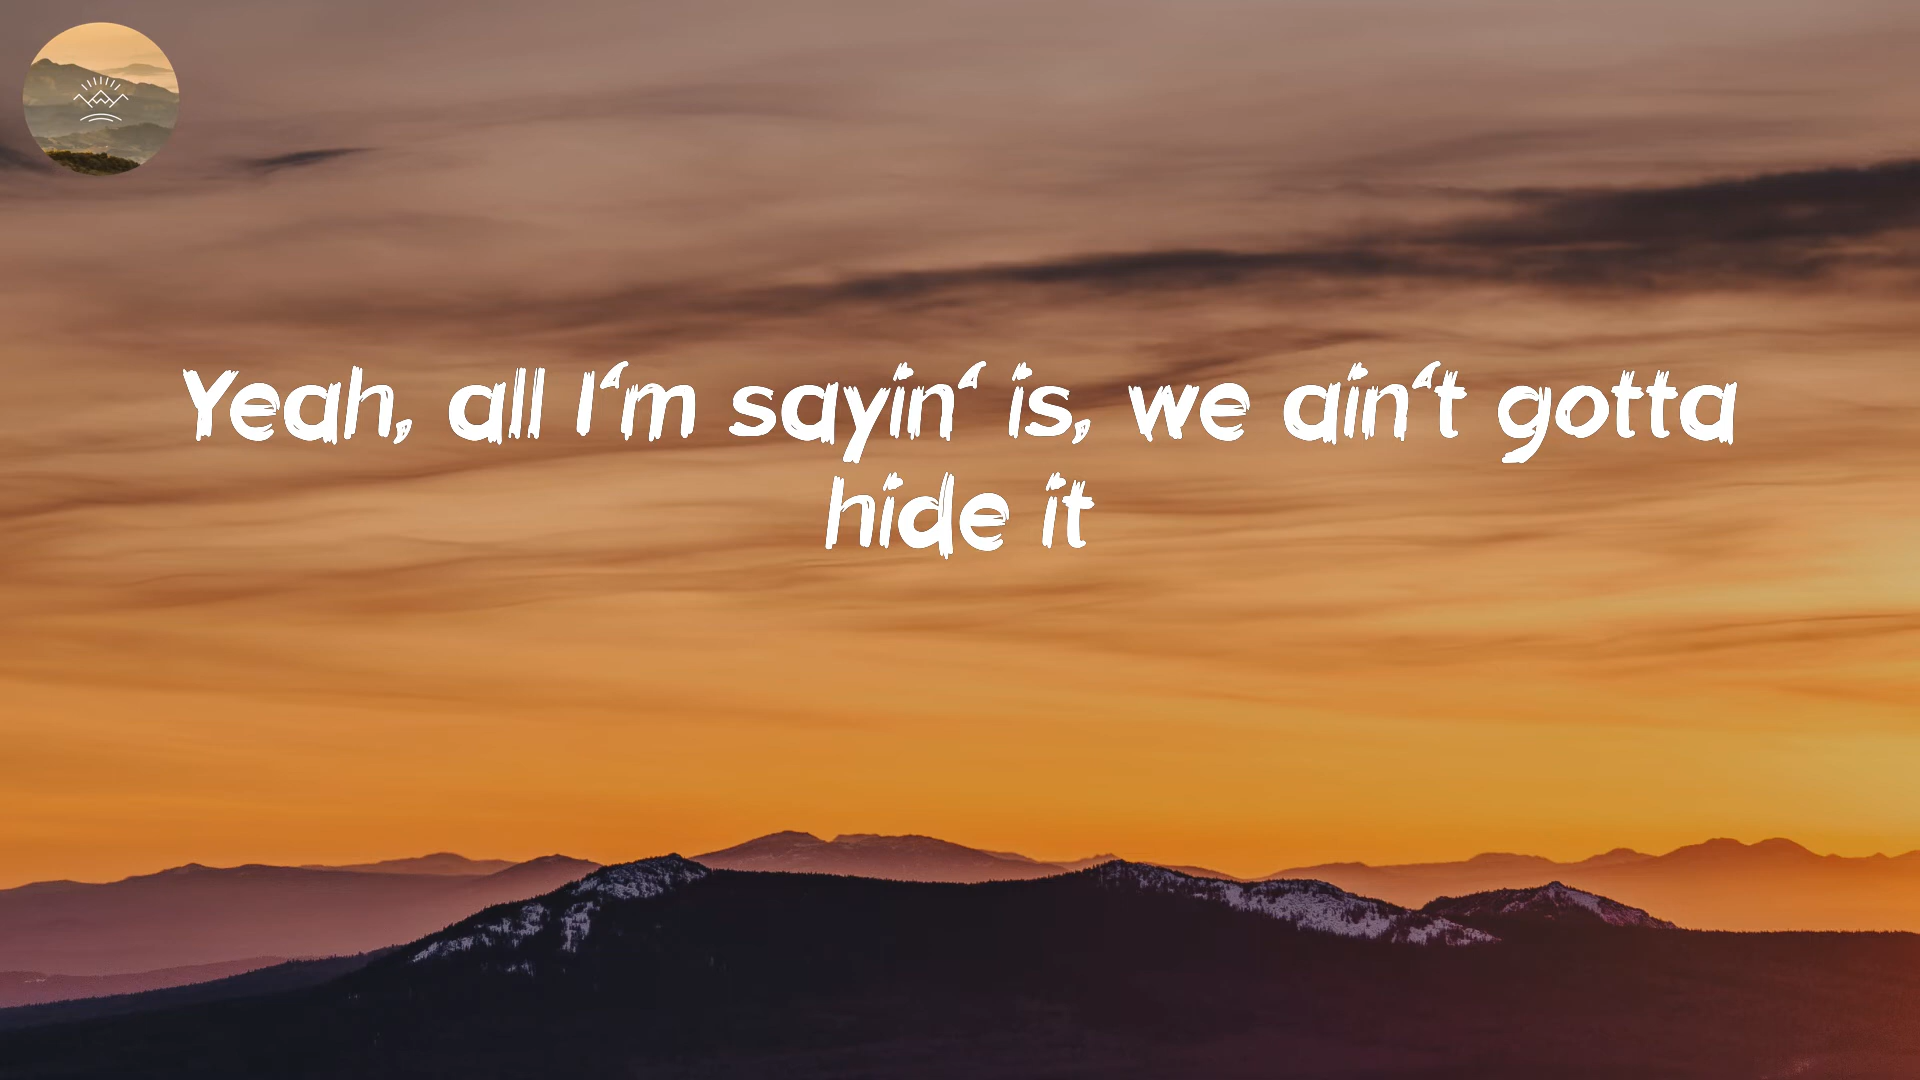 Yeah, all I‘m sayin‘ is, we ain‘t gotta
hide it